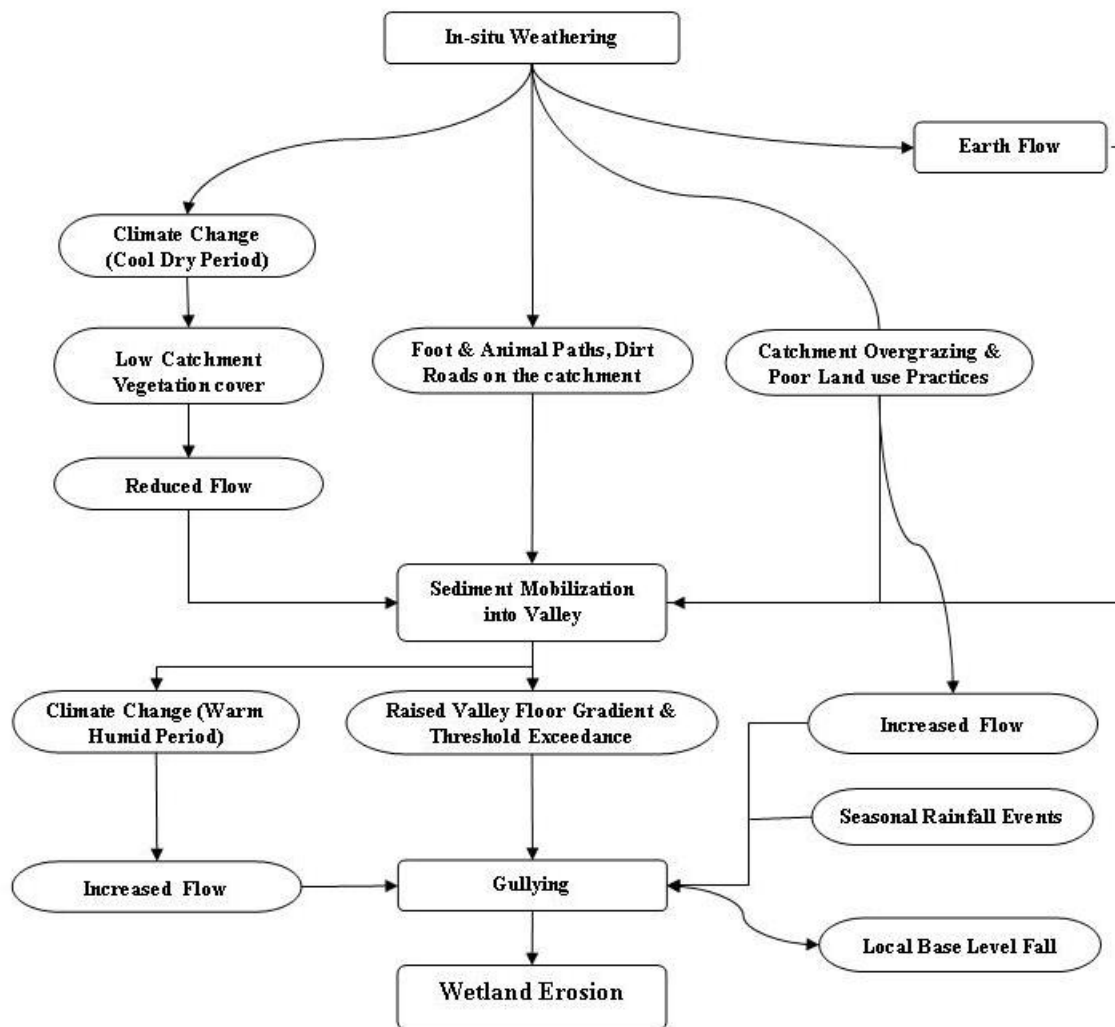 In-situ Weathering
Earth Flow
Climate Change
(Cool Dry Period)
Low Catchment
Vegetation cover
Foot & Animal Paths, Dirt
Roads on the catchment
Catchment Overgrazing &
Poor Land use Practices
Reduced Flow
Sediment Mobilization
into Valley
Climate Change (Warm
Humid Period)
Raised Valley Floor Gradient &
Threshold Exceedance
Increased Flow
Seasonal Rainfall Events
Increased Flow
Gullying
Local Base Level Fall
Wetland Erosion